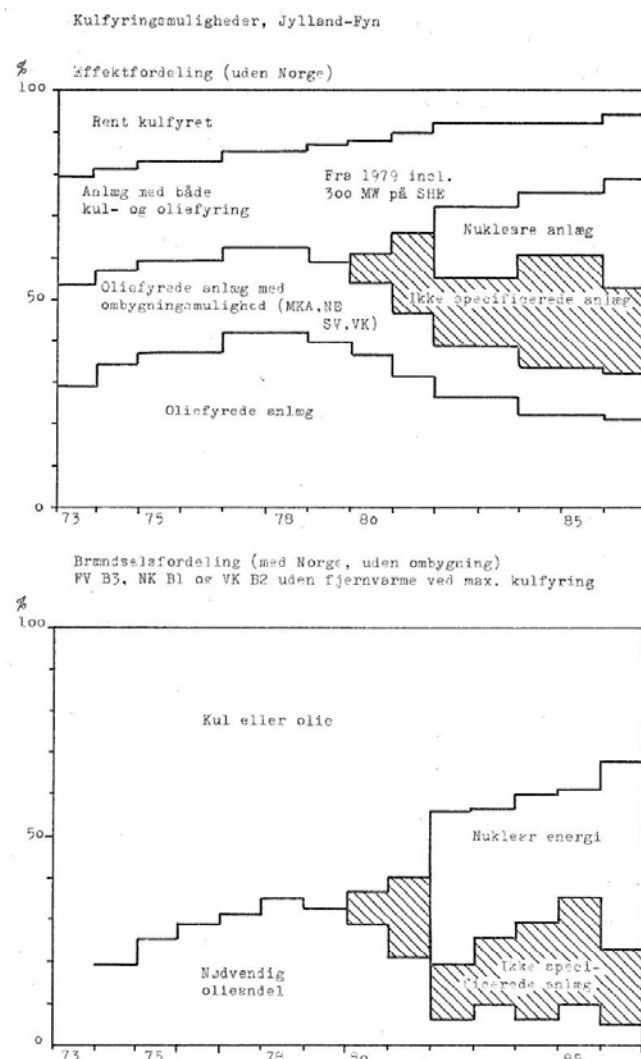 Kulfyringsmuligheder, Jylland-Fyn
Effektfordeling (uden Norge)
%
100
Rent kulfyret
Anlæg med både
kul- og oliefyring
Fra 1979 incl.
300 MW på SHE
Nukleare anlæg
Oliefyrede anlæg med
ombygningsmulighed (MKA.NE
SV.VK)
Ikke specificerede anlæg
50
Oliefyrede anlæg
0
73 75 78 80 85
Brændselsfordeling (med Norge, uden ombygning)
FV B3, NK B1 og VK B2 uden fjernvarme ved max. kulfyring
%
100
Kul eller olie
50
Nuklear energi
Nødvendig
olieandel
Ikke speci-
ficerede anlæg
0
73 75 78 80 85